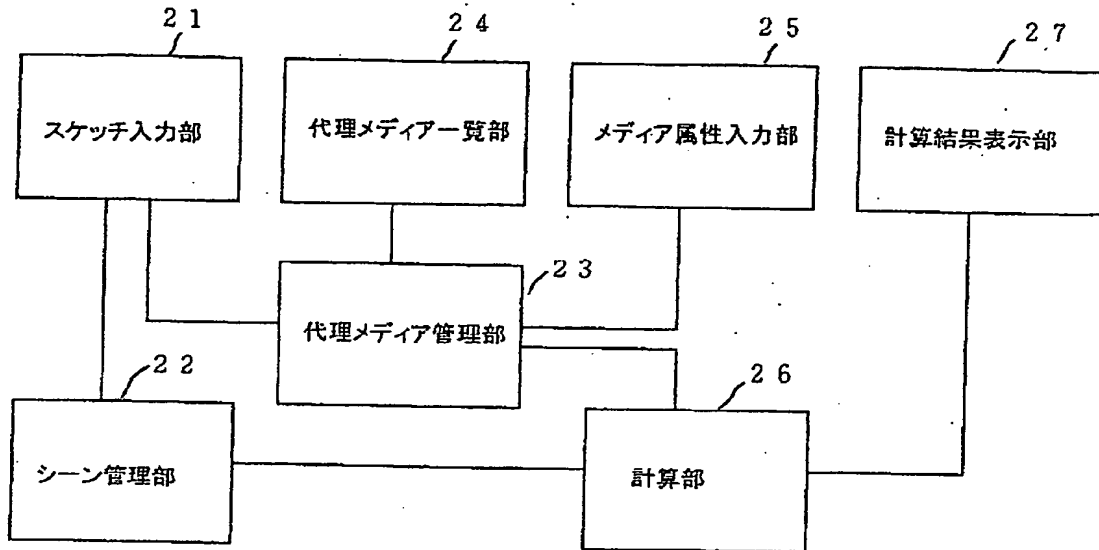 21
24
25
27
スケッチ入力部
代理メディア一覧部
メディア属性入力部
計算結果表示部
23
代理メディア管理部
22
26
シーン管理部
計算部